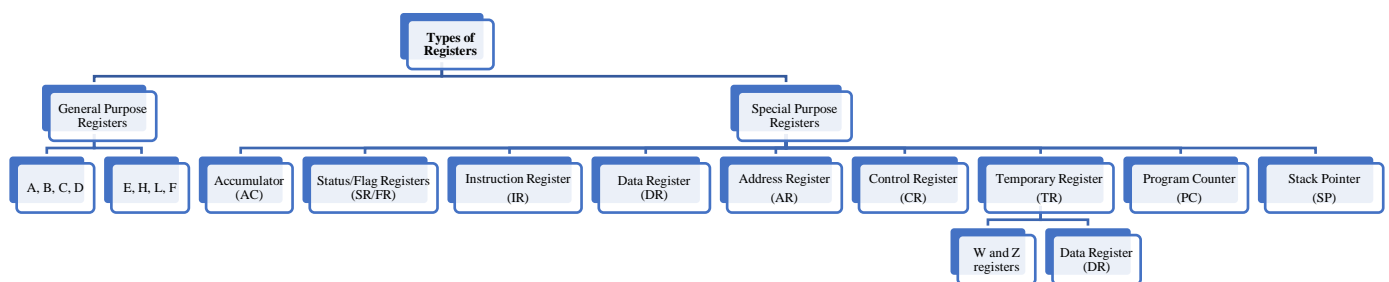 Types of
Registers
General Purpose
Registers
Special Purpose
Registers
A, B, C, D
E, H, L, F
Accumulator
(AC)
Status/Flag Registers
(SR/FR)
Instruction Register
(IR)
Data Register
(DR)
Address Register
(AR)
Control Register
(CR)
Temporary Register
(TR)
Program Counter
(PC)
Stack Pointer
(SP)
W and Z
registers
Data Register
(DR)